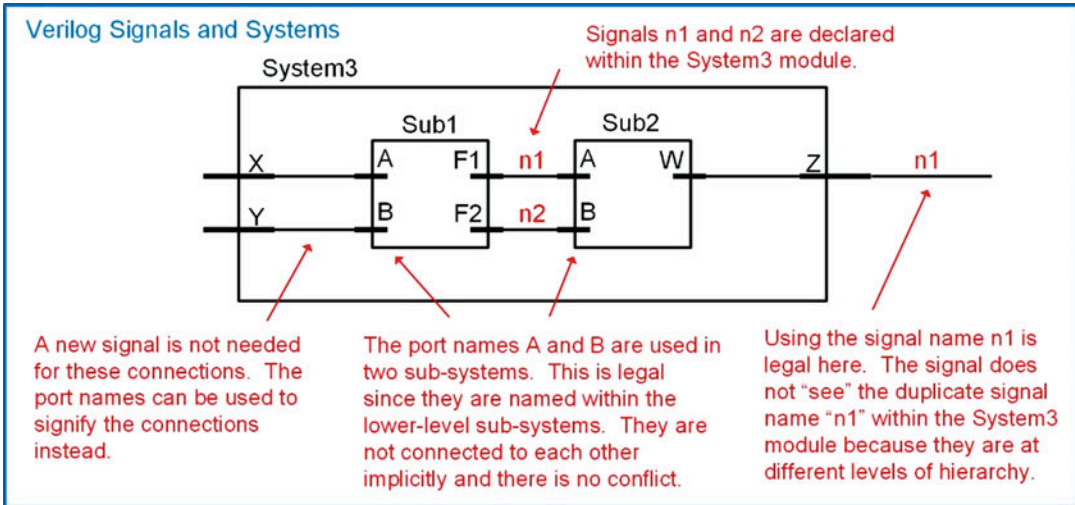 Verilog Signals and Systems
Signals n1 and n2 are declared
within the System3 module.
System3
Sub1
Sub2
X
A
F1
n1
A
W
Z
n1
Y
B
F2
n2
B
A new signal is not needed
for these connections. The
port names can be used to
signify the connections
instead.
The port names A and B are used in
two sub-systems. This is legal
since they are named within the
lower-level sub-systems. They are
not connected to each other
implicitly and there is no conflict.
Using the signal name n1 is
legal here. The signal does
not “see” the duplicate signal
name “n1” within the System3
module because they are at
different levels of hierarchy.